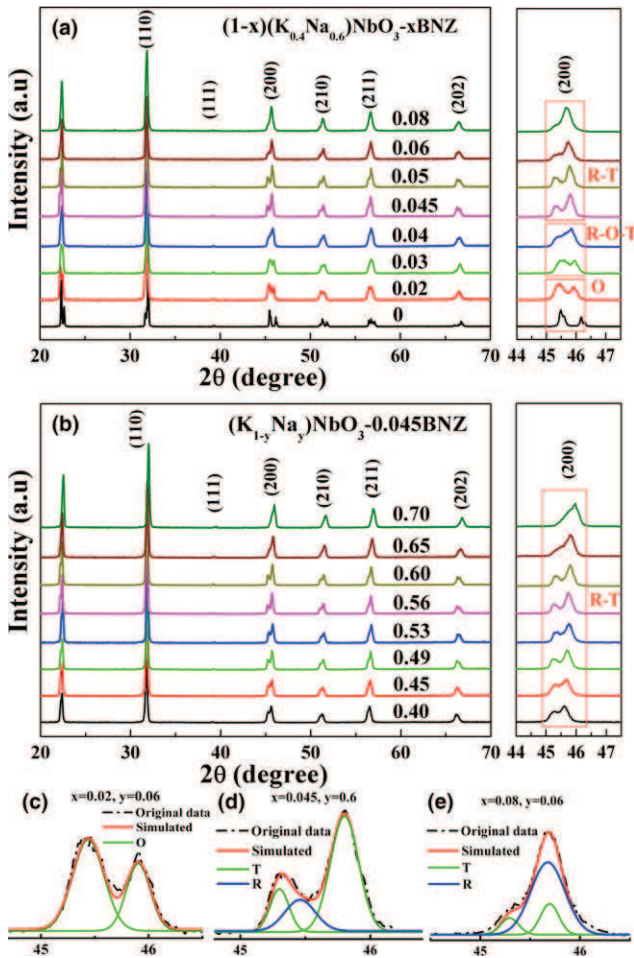 (a)
(1-x)(K0.4Na0.6)NbO3-xBNZ
(110)
(111)
(200)
(210)
(211)
(202)
(200)
0.08
0.06
0.05
0.045
0.04
0.03
0.02
0
R-T
R-O-T
O
Intensity (a.u)
20 30 40 50 60 70
44 45 46 47
2θ (degree)
(b)
(K1-yNay)NbO3-0.045BNZ
(110)
(111)
(200)
(210)
(211)
(202)
(200)
0.70
0.65
0.60
0.56
0.53
0.49
0.45
0.40
R-T
Intensity (a.u)
20 30 40 50 60 70
44 45 46 47
2θ (degree)
(c)
x=0.02, y=0.06
Original data
Simulated
O
45 46
(d)
x=0.045, y=0.6
Original data
Simulated
T
R
45 46
(e)
x=0.08, y=0.06
Original data
Simulated
T
R
45 46